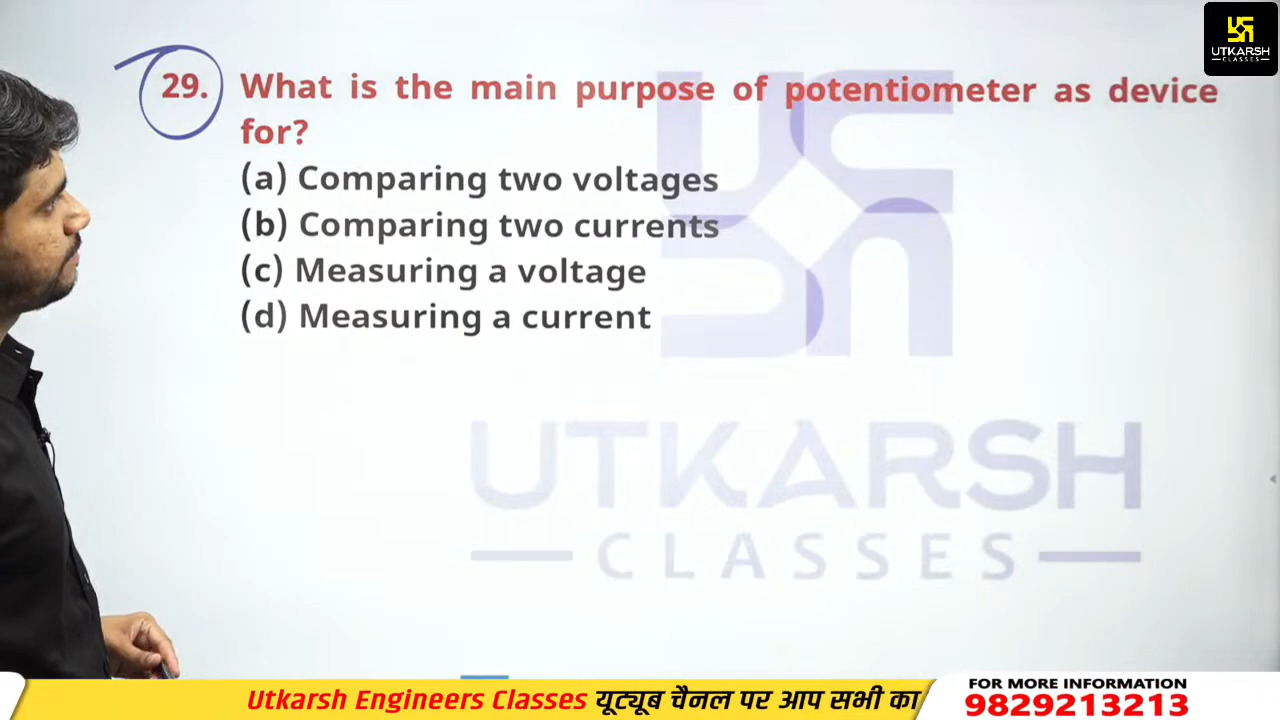 UTKARSH
CLASSES
29. What is the main purpose of potentiometer as device
for?
(a) Comparing two voltages
(b) Comparing two currents
(c) Measuring a voltage
(d) Measuring a current
UTKARSH
CLASSES
Utkarsh Engineers Classes यूट्यूब चैनल पर आप सभी का
FOR MORE INFORMATION
9829213213